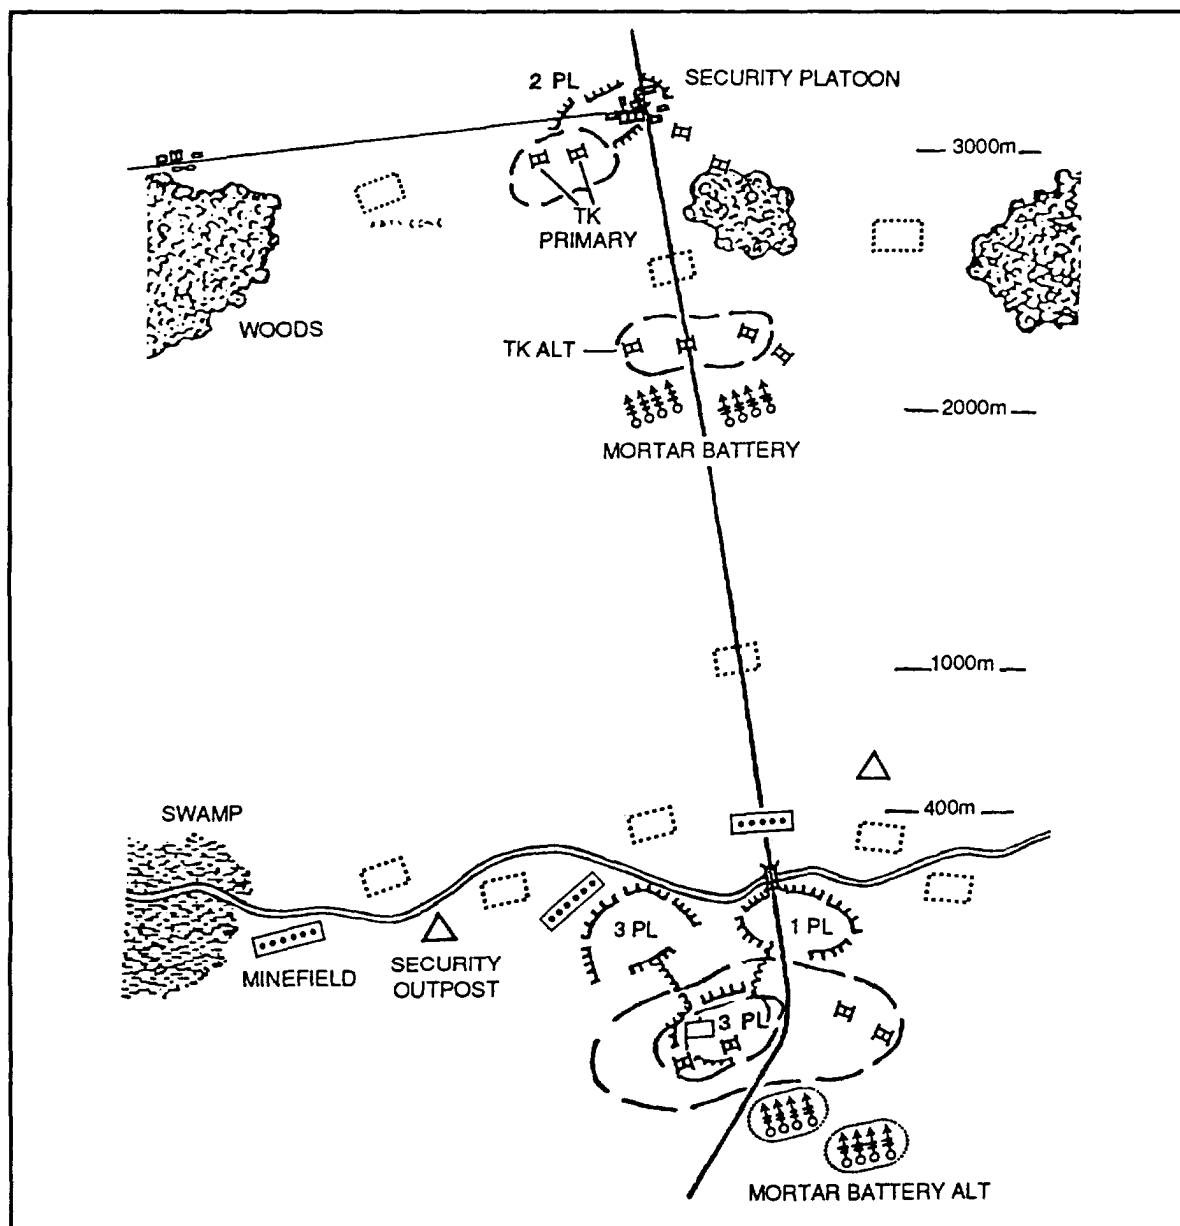 2 PL
SECURITY PLATOON
3000m
TK
PRIMARY
WOODS
TK ALT
2000m
MORTAR BATTERY
1000m
SWAMP
400m
3 PL
1 PL
MINEFIELD
SECURITY
OUTPOST
3 PL
MORTAR BATTERY ALT